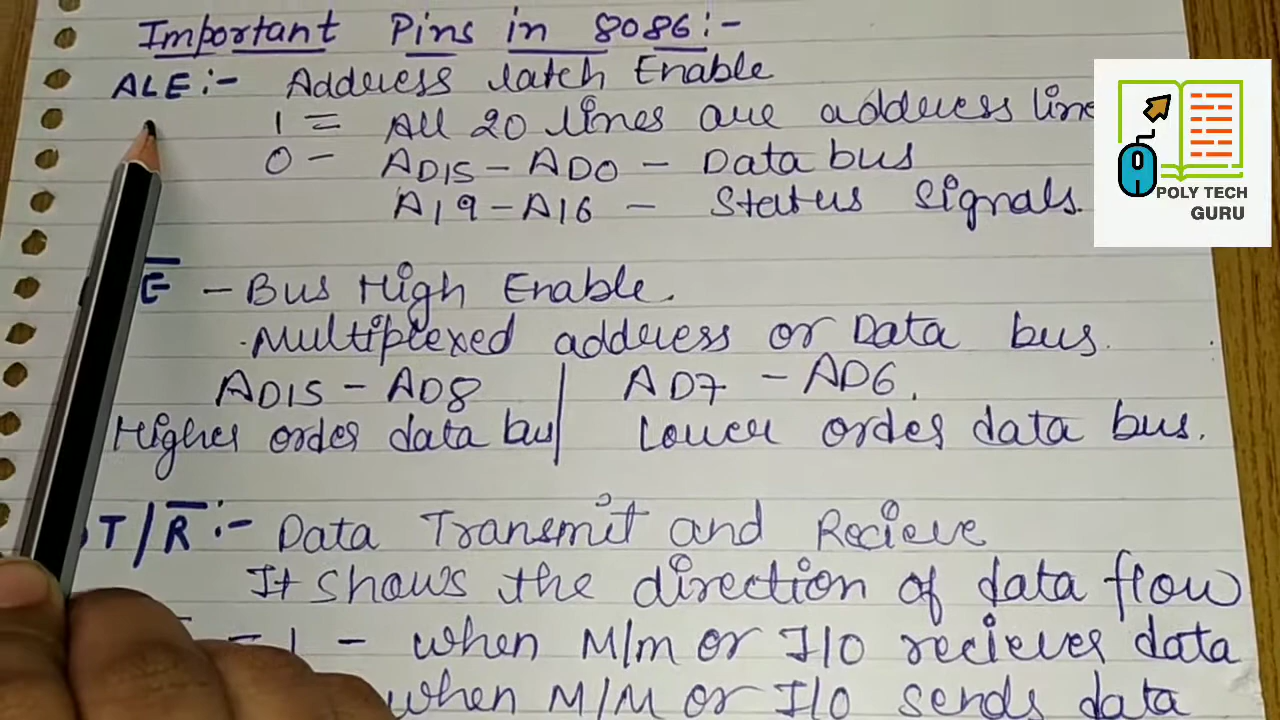 Important Pins in 8086:-
ALE:- Address latch Enable
1 = All 20 lines are address line
0 - AD15 - AD0 - Data bus
A19 - A16 - Status Signals.
E - Bus High Enable.
Multiplexed address or Data bus.
AD15 - AD8 | AD7 - AD6.
Higher order data bus | Lower order data bus.
T/R :- Data Transmit and Recieve
It shows the direction of data flow
= 1 - when M/m or I/O recieves data
when M/M or I/O sends data
POLY TECH
GURU